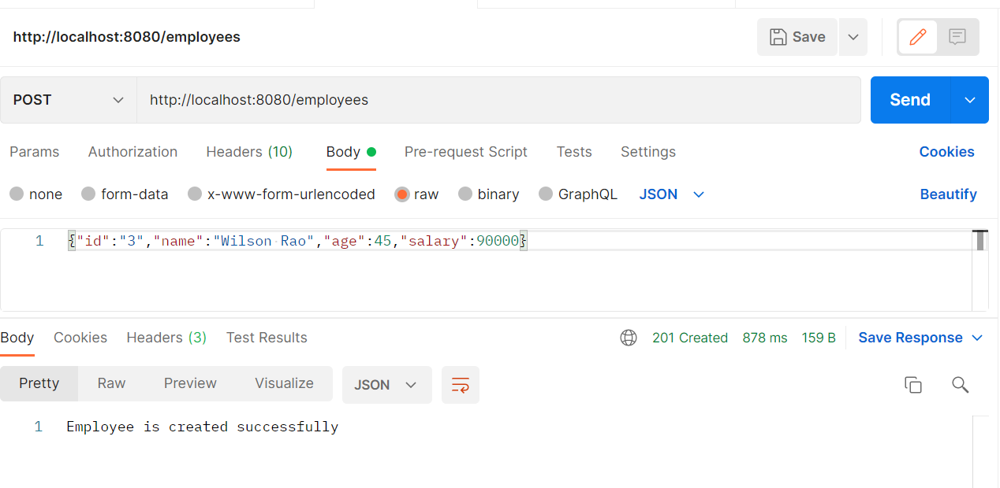 http://localhost:8080/employees Save
POST http://localhost:8080/employees Send
Params Authorization Headers (10) Body Pre-request Script Tests Settings Cookies
none form-data x-www-form-urlencoded raw binary GraphQL JSON Beautify
1 {"id":"3","name":"Wilson Rao","age":45,"salary":90000}
Body Cookies Headers (3) Test Results 201 Created 878 ms 159 B Save Response
Pretty Raw Preview Visualize JSON
1 Employee is created successfully